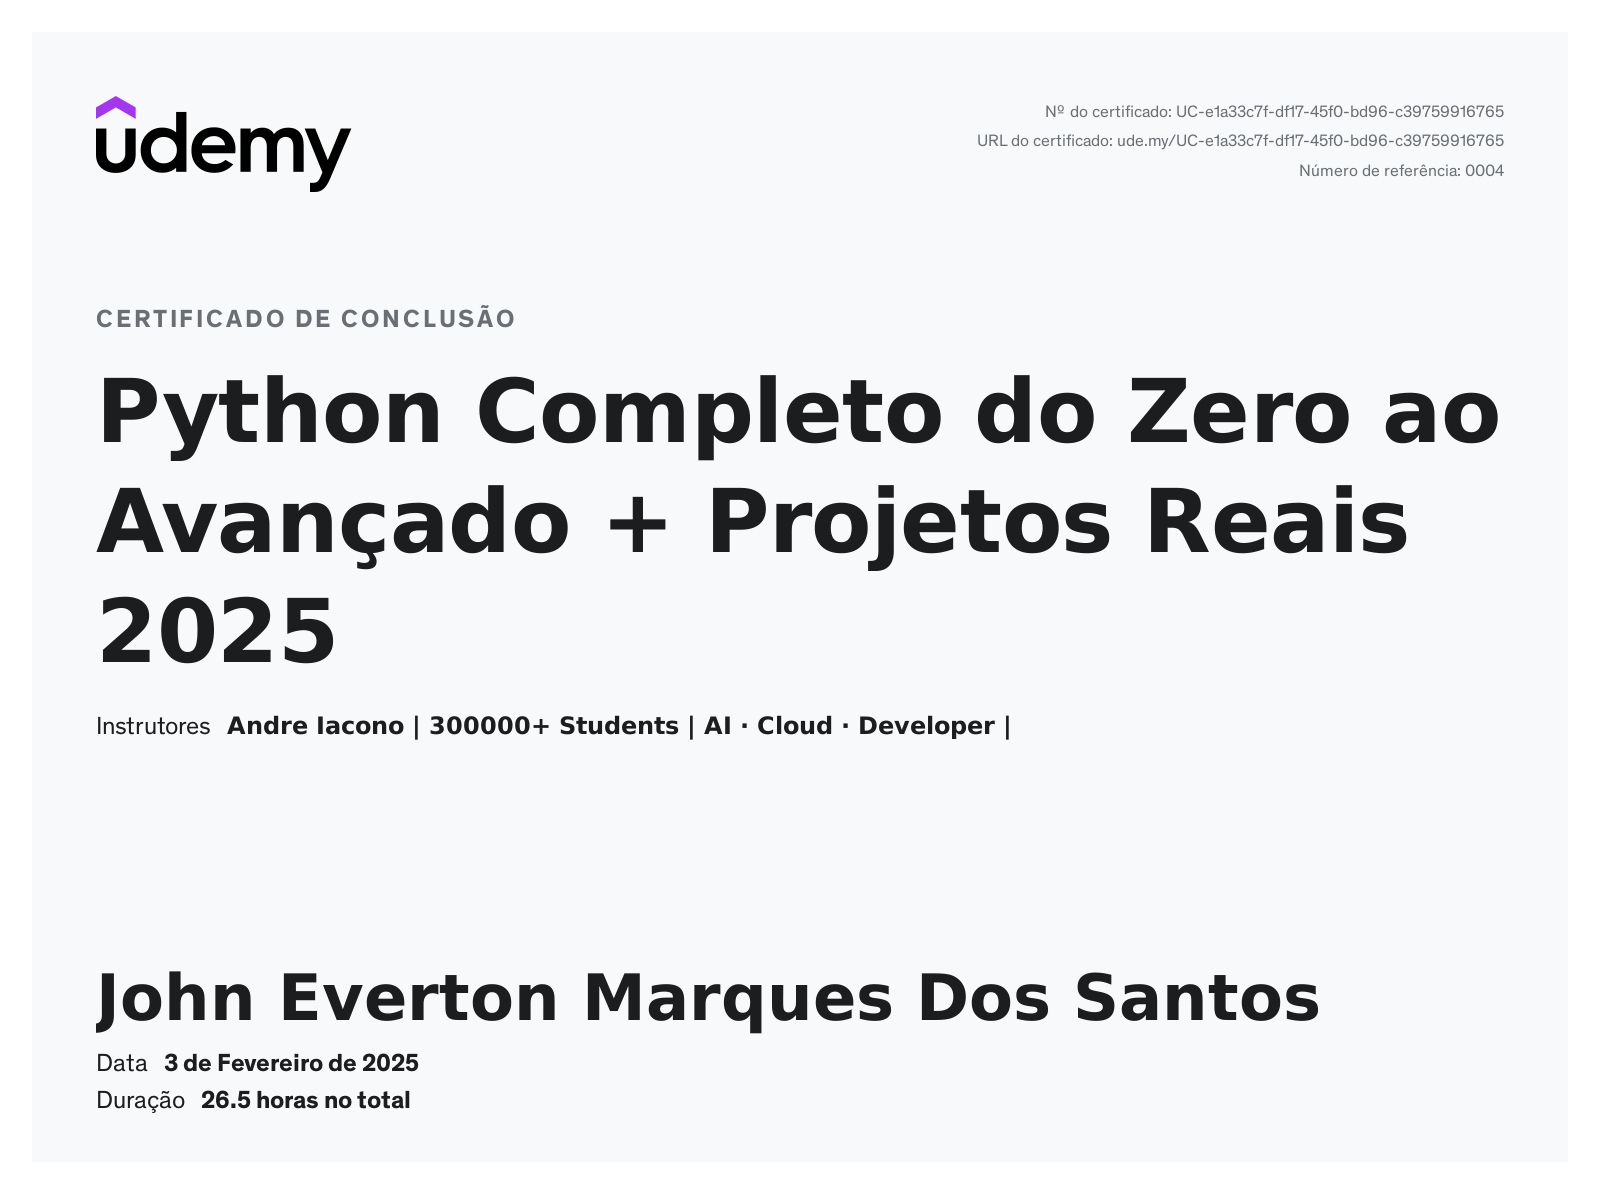 udemy
Nº do certificado: UC-e1a33c7f-df17-45f0-bd96-c39759916765
URL do certificado: ude.my/UC-e1a33c7f-df17-45f0-bd96-c39759916765
Número de referência: 0004
CERTIFICADO DE CONCLUSÃO
Python Completo do Zero ao
Avançado + Projetos Reais
2025
Instrutores Andre Iacono | 300000+ Students | AI · Cloud · Developer |
John Everton Marques Dos Santos
Data 3 de Fevereiro de 2025
Duração 26.5 horas no total